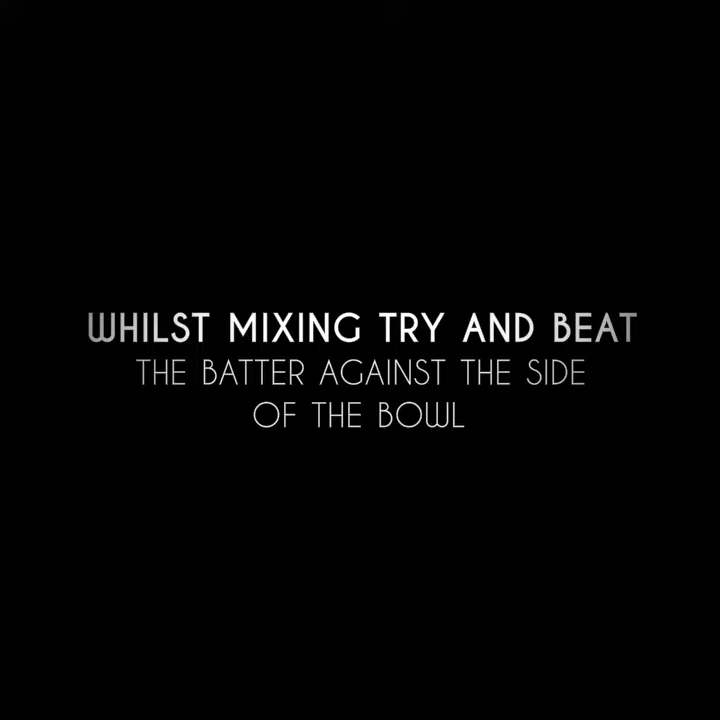 WHILST MIXING TRY AND BEAT
THE BATTER AGAINST THE SIDE
OF THE BOWL